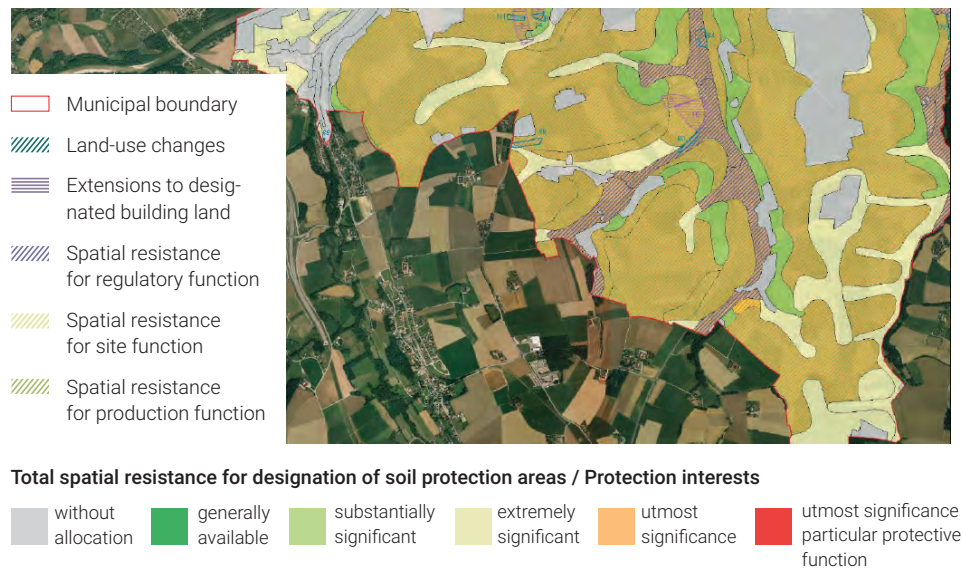 Municipal boundary
Land-use changes
Extensions to desig-
nated building land
Spatial resistance
for regulatory function
Spatial resistance
for site function
Spatial resistance
for production function
Total spatial resistance for designation of soil protection areas / Protection interests
without
allocation
generally
available
substantially
significant
extremely
significant
utmost
significance
utmost significance
particular protective
function